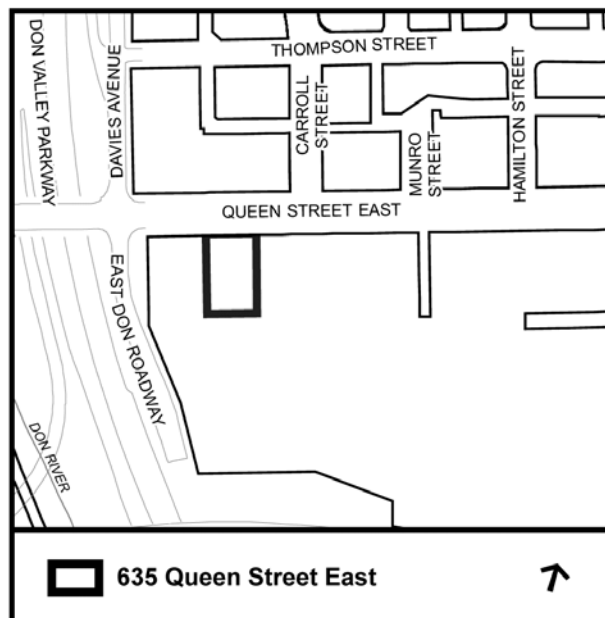 THOMPSON STREET
DON VALLEY PARKWAY
DAVIES AVENUE
CARROLL
STREET
MUNRO
STREET
HAMILTON STREET
QUEEN STREET EAST
EAST DON ROADWAY
DON RIVER
635 Queen Street East